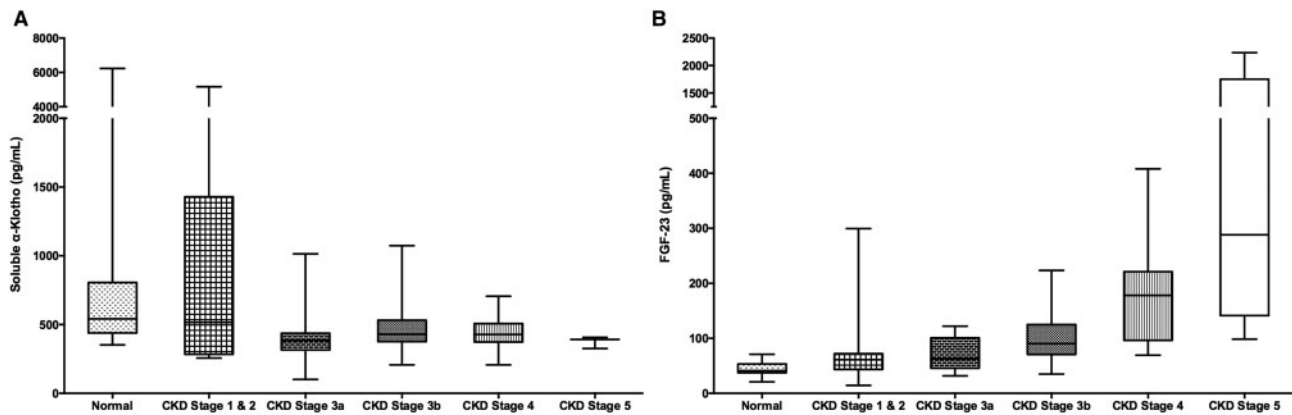 A
Soluble α-Klotho (pg/mL)
8000
6000
4000
2000
1500
1000
500
0
Normal CKD Stage 1 & 2 CKD Stage 3a CKD Stage 3b CKD Stage 4 CKD Stage 5
B
FGF-23 (pg/mL)
2500
2000
1500
500
400
300
200
100
0
Normal CKD Stage 1 & 2 CKD Stage 3a CKD Stage 3b CKD Stage 4 CKD Stage 5